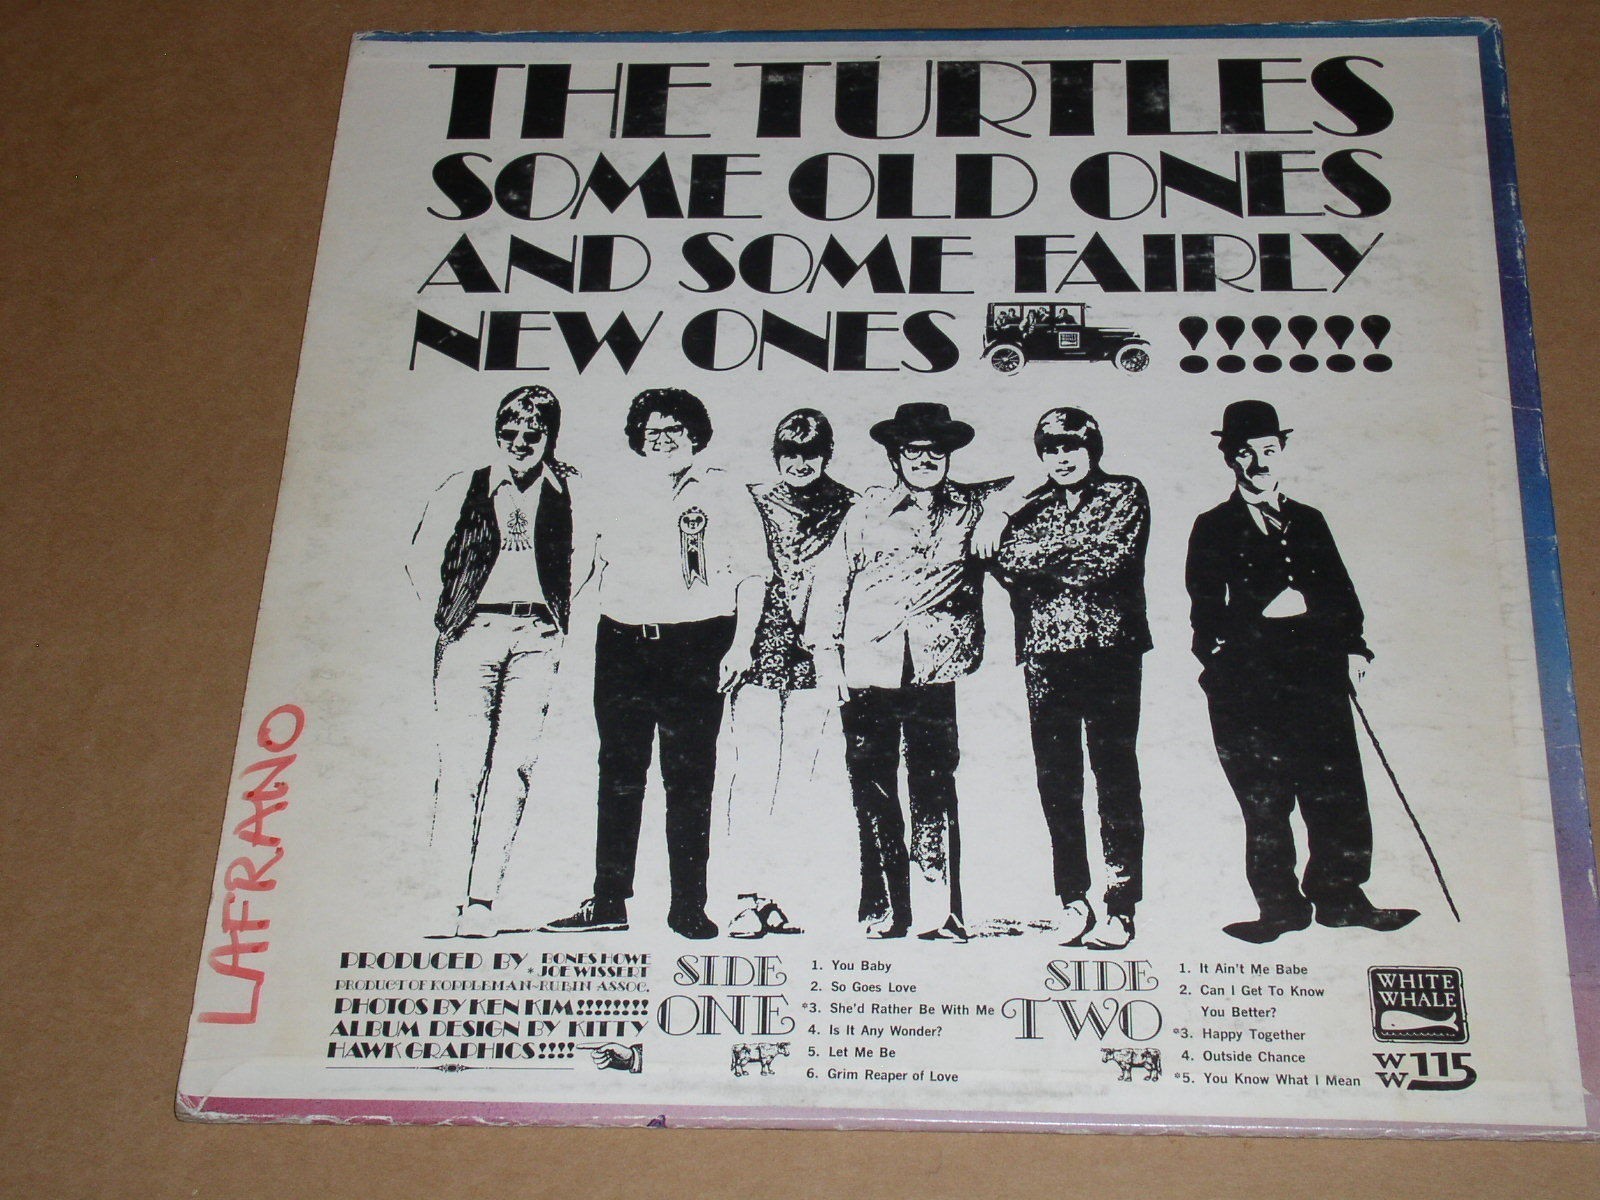 THE TURTLES
SOME OLD ONES
AND SOME FAIRLY
NEW ONES !!!!!!
LAFRANO
PRODUCED BY BONES HOWE
* JOE WISSERT
PRODUCT OF KOPPLEMAN-RUBIN ASSOC.
PHOTOS BY KEN KIM!!!!!!!!
ALBUM DESIGN BY KITTY
HAWK GRAPHICS!!!!
SIDE
ONE
1. You Baby
2. So Goes Love
*3. She'd Rather Be With Me
4. Is It Any Wonder?
5. Let Me Be
6. Grim Reaper of Love
SIDE
TWO
1. It Ain't Me Babe
2. Can I Get To Know
You Better?
*3. Happy Together
4. Outside Chance
*5. You Know What I Mean
WHITE
WHALE
WW 115